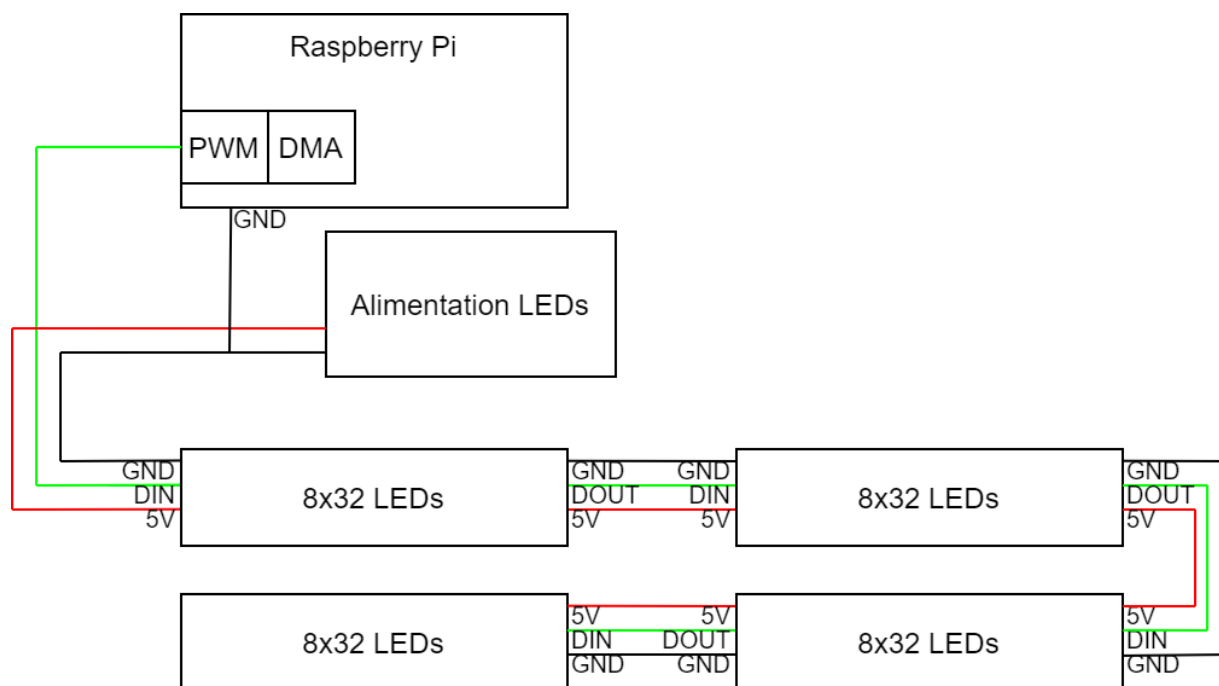 Raspberry Pi
PWM DMA
GND
Alimentation LEDs
GND GND GND GND
DIN 8x32 LEDs DOUT DIN 8x32 LEDs DOUT
5V 5V 5V 5V
5V 5V 5V
8x32 LEDs DIN DOUT 8x32 LEDs DIN
GND GND GND